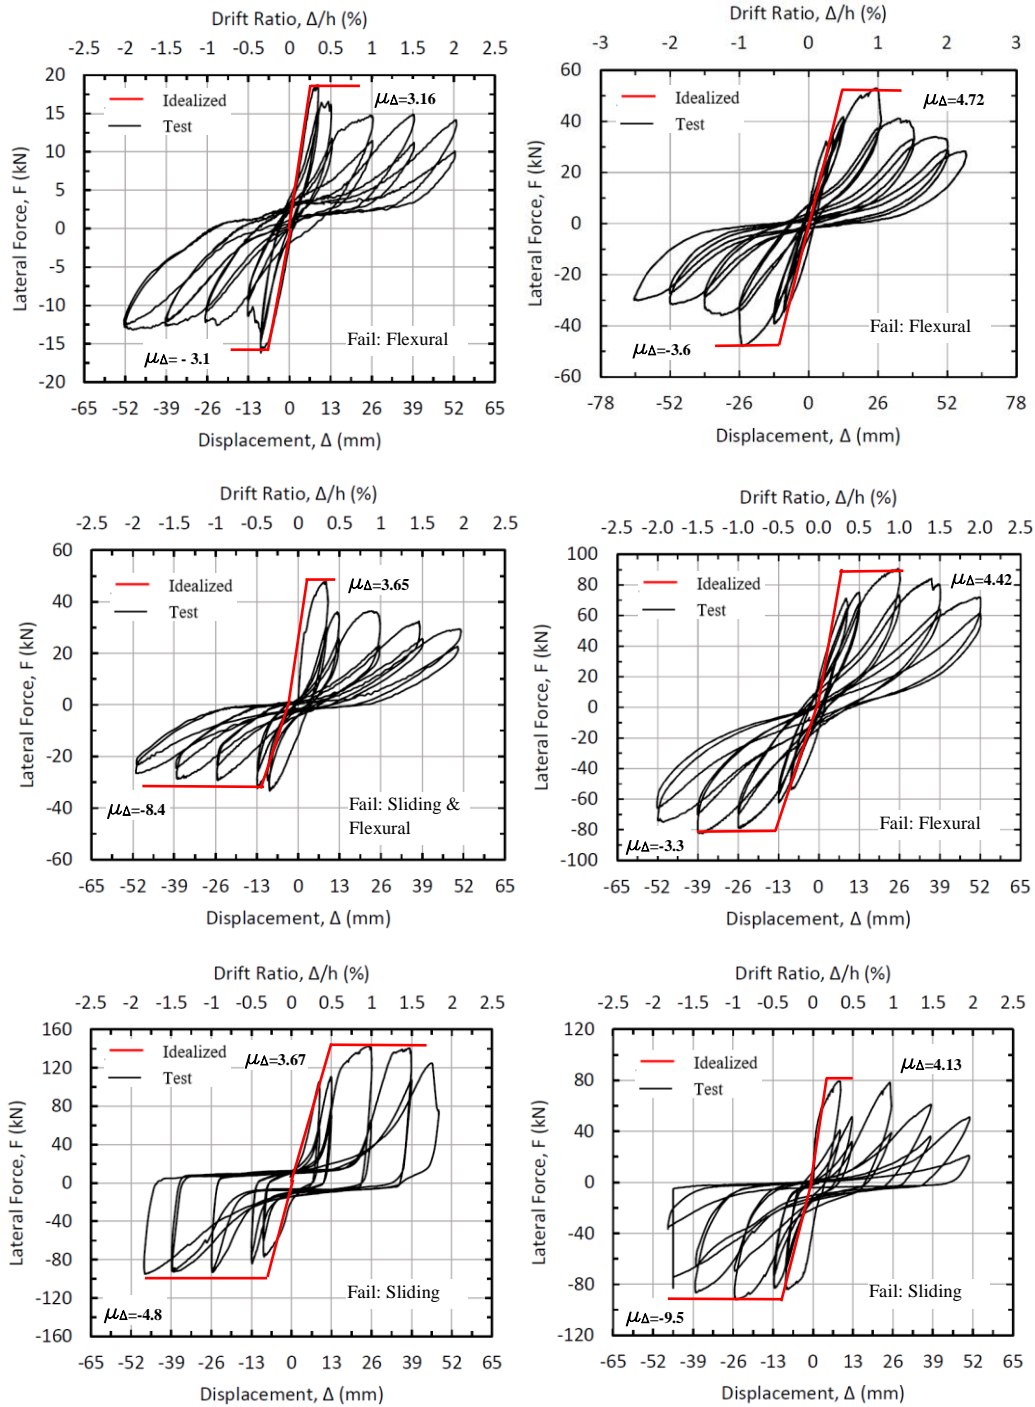 Drift Ratio, Δ/h (%)
-2.5 -2 -1.5 -1 -0.5 0 0.5 1 1.5 2 2.5
20
15
10
5
0
-5
-10
-15
-20
Lateral Force, F (kN)
Idealized
Test
μΔ=3.16
μΔ= - 3.1
Fail: Flexural
-65 -52 -39 -26 -13 0 13 26 39 52 65
Displacement, Δ (mm)
Drift Ratio, Δ/h (%)
-3 -2 -1 0 1 2 3
60
40
20
0
-20
-40
-60
Lateral Force, F (kN)
Idealized
Test
μΔ=4.72
μΔ=-3.6
Fail: Flexural
-78 -52 -26 0 26 52 78
Displacement, Δ (mm)
Drift Ratio, Δ/h (%)
-2.5 -2 -1.5 -1 -0.5 0 0.5 1 1.5 2 2.5
60
40
20
0
-20
-40
-60
Lateral Force, F (kN)
Idealized
Test
μΔ=3.65
μΔ=-8.4
Fail: Sliding &
Flexural
-65 -52 -39 -26 -13 0 13 26 39 52 65
Displacement, Δ (mm)
Drift Ratio, Δ/h (%)
-2.5 -2.0 -1.5 -1.0 -0.5 0.0 0.5 1.0 1.5 2.0 2.5
100
80
60
40
20
0
-20
-40
-60
-80
-100
Lateral Force, F (kN)
Idealized
Test
μΔ=4.42
μΔ=-3.3
Fail: Flexural
-65 -52 -39 -26 -13 0 13 26 39 52 65
Displacement, Δ (mm)
Drift Ratio, Δ/h (%)
-2.5 -2 -1.5 -1 -0.5 0 0.5 1 1.5 2 2.5
160
120
80
40
0
-40
-80
-120
-160
Lateral Force, F (kN)
Idealized
Test
μΔ=3.67
μΔ=-4.8
Fail: Sliding
-65 -52 -39 -26 -13 0 13 26 39 52 65
Displacement, Δ (mm)
Drift Ratio, Δ/h (%)
-2.5 -2 -1.5 -1 -0.5 0 0.5 1 1.5 2 2.5
120
80
40
0
-40
-80
-120
Lateral Force, F (kN)
Idealized
Test
μΔ=4.13
μΔ=-9.5
Fail: Sliding
-65 -52 -39 -26 -13 0 13 26 39 52 65
Displacement, Δ (mm)